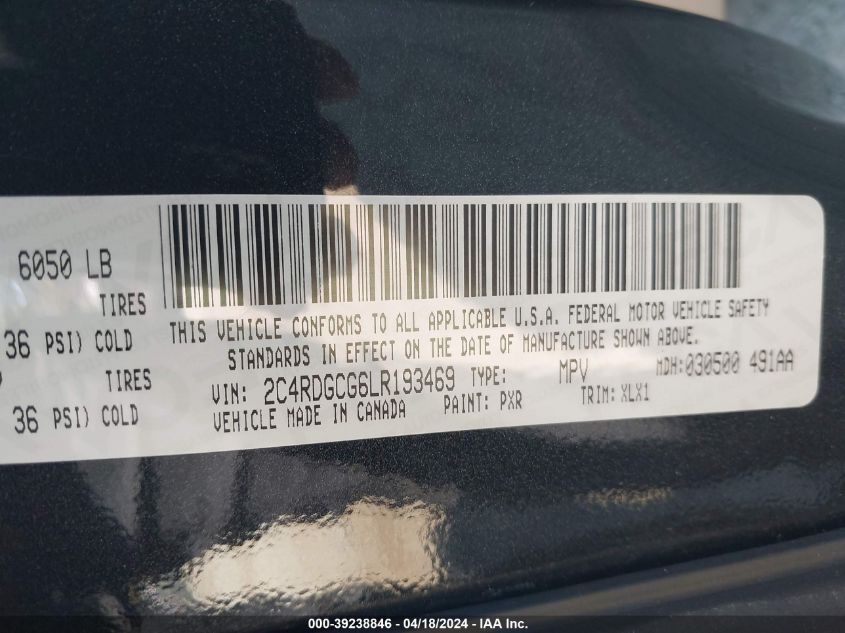 6050 LB
TIRES
36 PSI) COLD
TIRES
36 PSI) COLD
THIS VEHICLE CONFORMS TO ALL APPLICABLE U.S.A. FEDERAL MOTOR VEHICLE SAFETY
STANDARDS IN EFFECT ON THE DATE OF MANUFACTURE SHOWN ABOVE.
VIN: 2C4RDGCG6LR193469 TYPE: MPV MDH:030500 491AA
VEHICLE MADE IN CANADA PAINT: PXR TRIM: XLX1
000-39238846 - 04/18/2024 - IAA Inc.